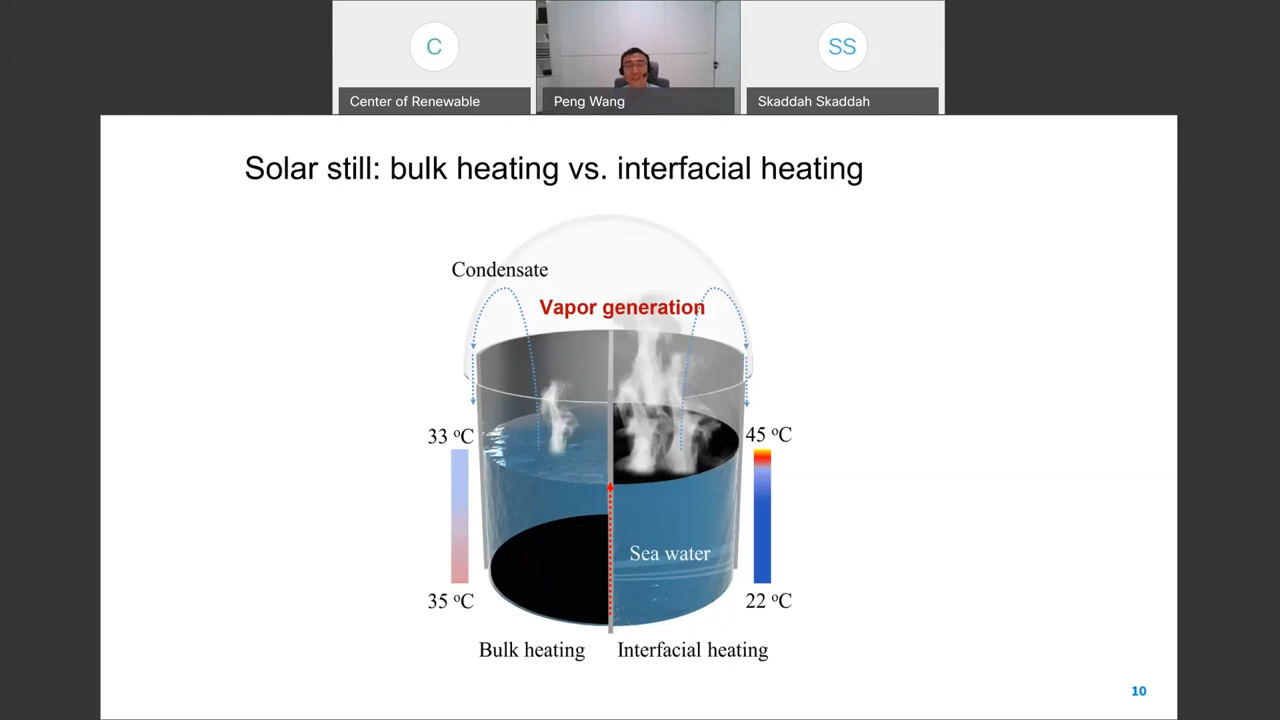 C
SS
Center of Renewable
Peng Wang
Skaddah Skaddah
Solar still: bulk heating vs. interfacial heating
Condensate
Vapor generation
33 ºC
45 ºC
Sea water
35 ºC
22 ºC
Bulk heating
Interfacial heating
10